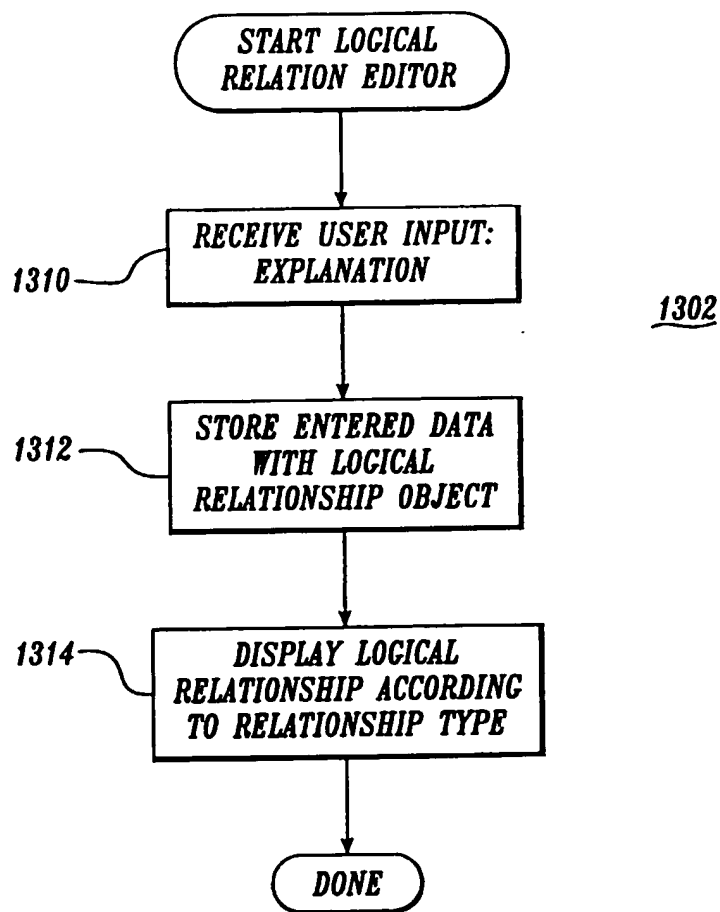 START LOGICAL
RELATION EDITOR
RECEIVE USER INPUT:
EXPLANATION
1310
1302
STORE ENTERED DATA
WITH LOGICAL
RELATIONSHIP OBJECT
1312
DISPLAY LOGICAL
RELATIONSHIP ACCORDING
TO RELATIONSHIP TYPE
1314
DONE